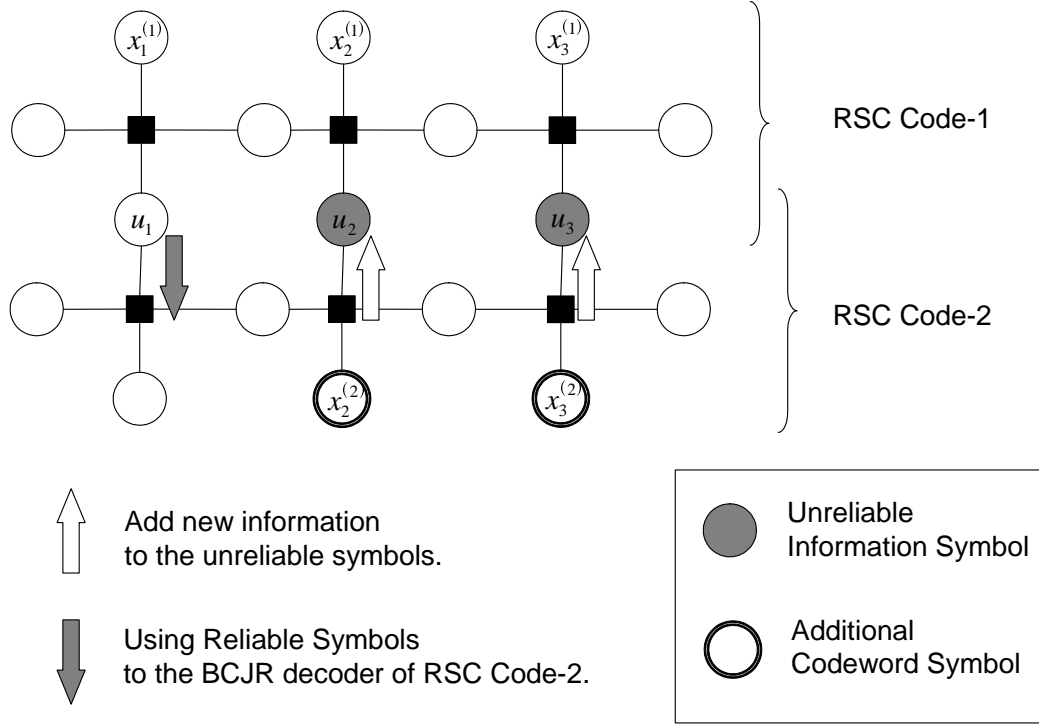 x_1^{(1)} x_2^{(1)} x_3^{(1)}
RSC Code-1
u_1 u_2 u_3
RSC Code-2
x_2^{(2)} x_3^{(2)}
Add new information
to the unreliable symbols.
Using Reliable Symbols
to the BCJR decoder of RSC Code-2.
Unreliable
Information Symbol
Additional
Codeword Symbol